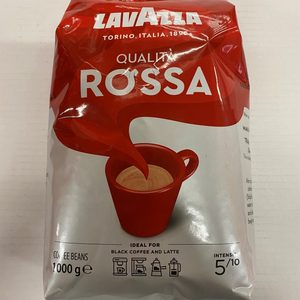 LAVAZZA
TORINO, ITALIA, 1895
QUALITÀ
ROSSA
IDEAL FOR
BLACK COFFEE AND LATTE
COFFEE BEANS
1000 g e
INTENSITY
5/10